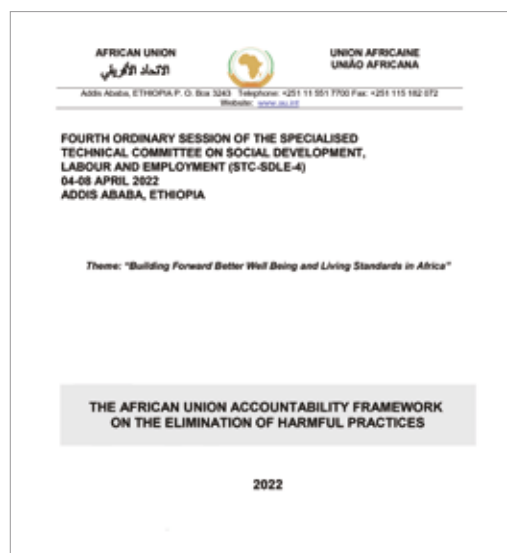 AFRICAN UNION
الاتحاد الأفريقي
UNION AFRICAINE
UNIÃO AFRICANA
Addis Ababa, ETHIOPIA P. O. Box 3243 Telephone: +251 11 551 7700 Fax: +251 115 182 072
Website: www.au.int
FOURTH ORDINARY SESSION OF THE SPECIALISED
TECHNICAL COMMITTEE ON SOCIAL DEVELOPMENT,
LABOUR AND EMPLOYMENT (STC-SDLE-4)
04-08 APRIL 2022
ADDIS ABABA, ETHIOPIA
Theme: “Building Forward Better Well Being and Living Standards in Africa”
THE AFRICAN UNION ACCOUNTABILITY FRAMEWORK
ON THE ELIMINATION OF HARMFUL PRACTICES
2022